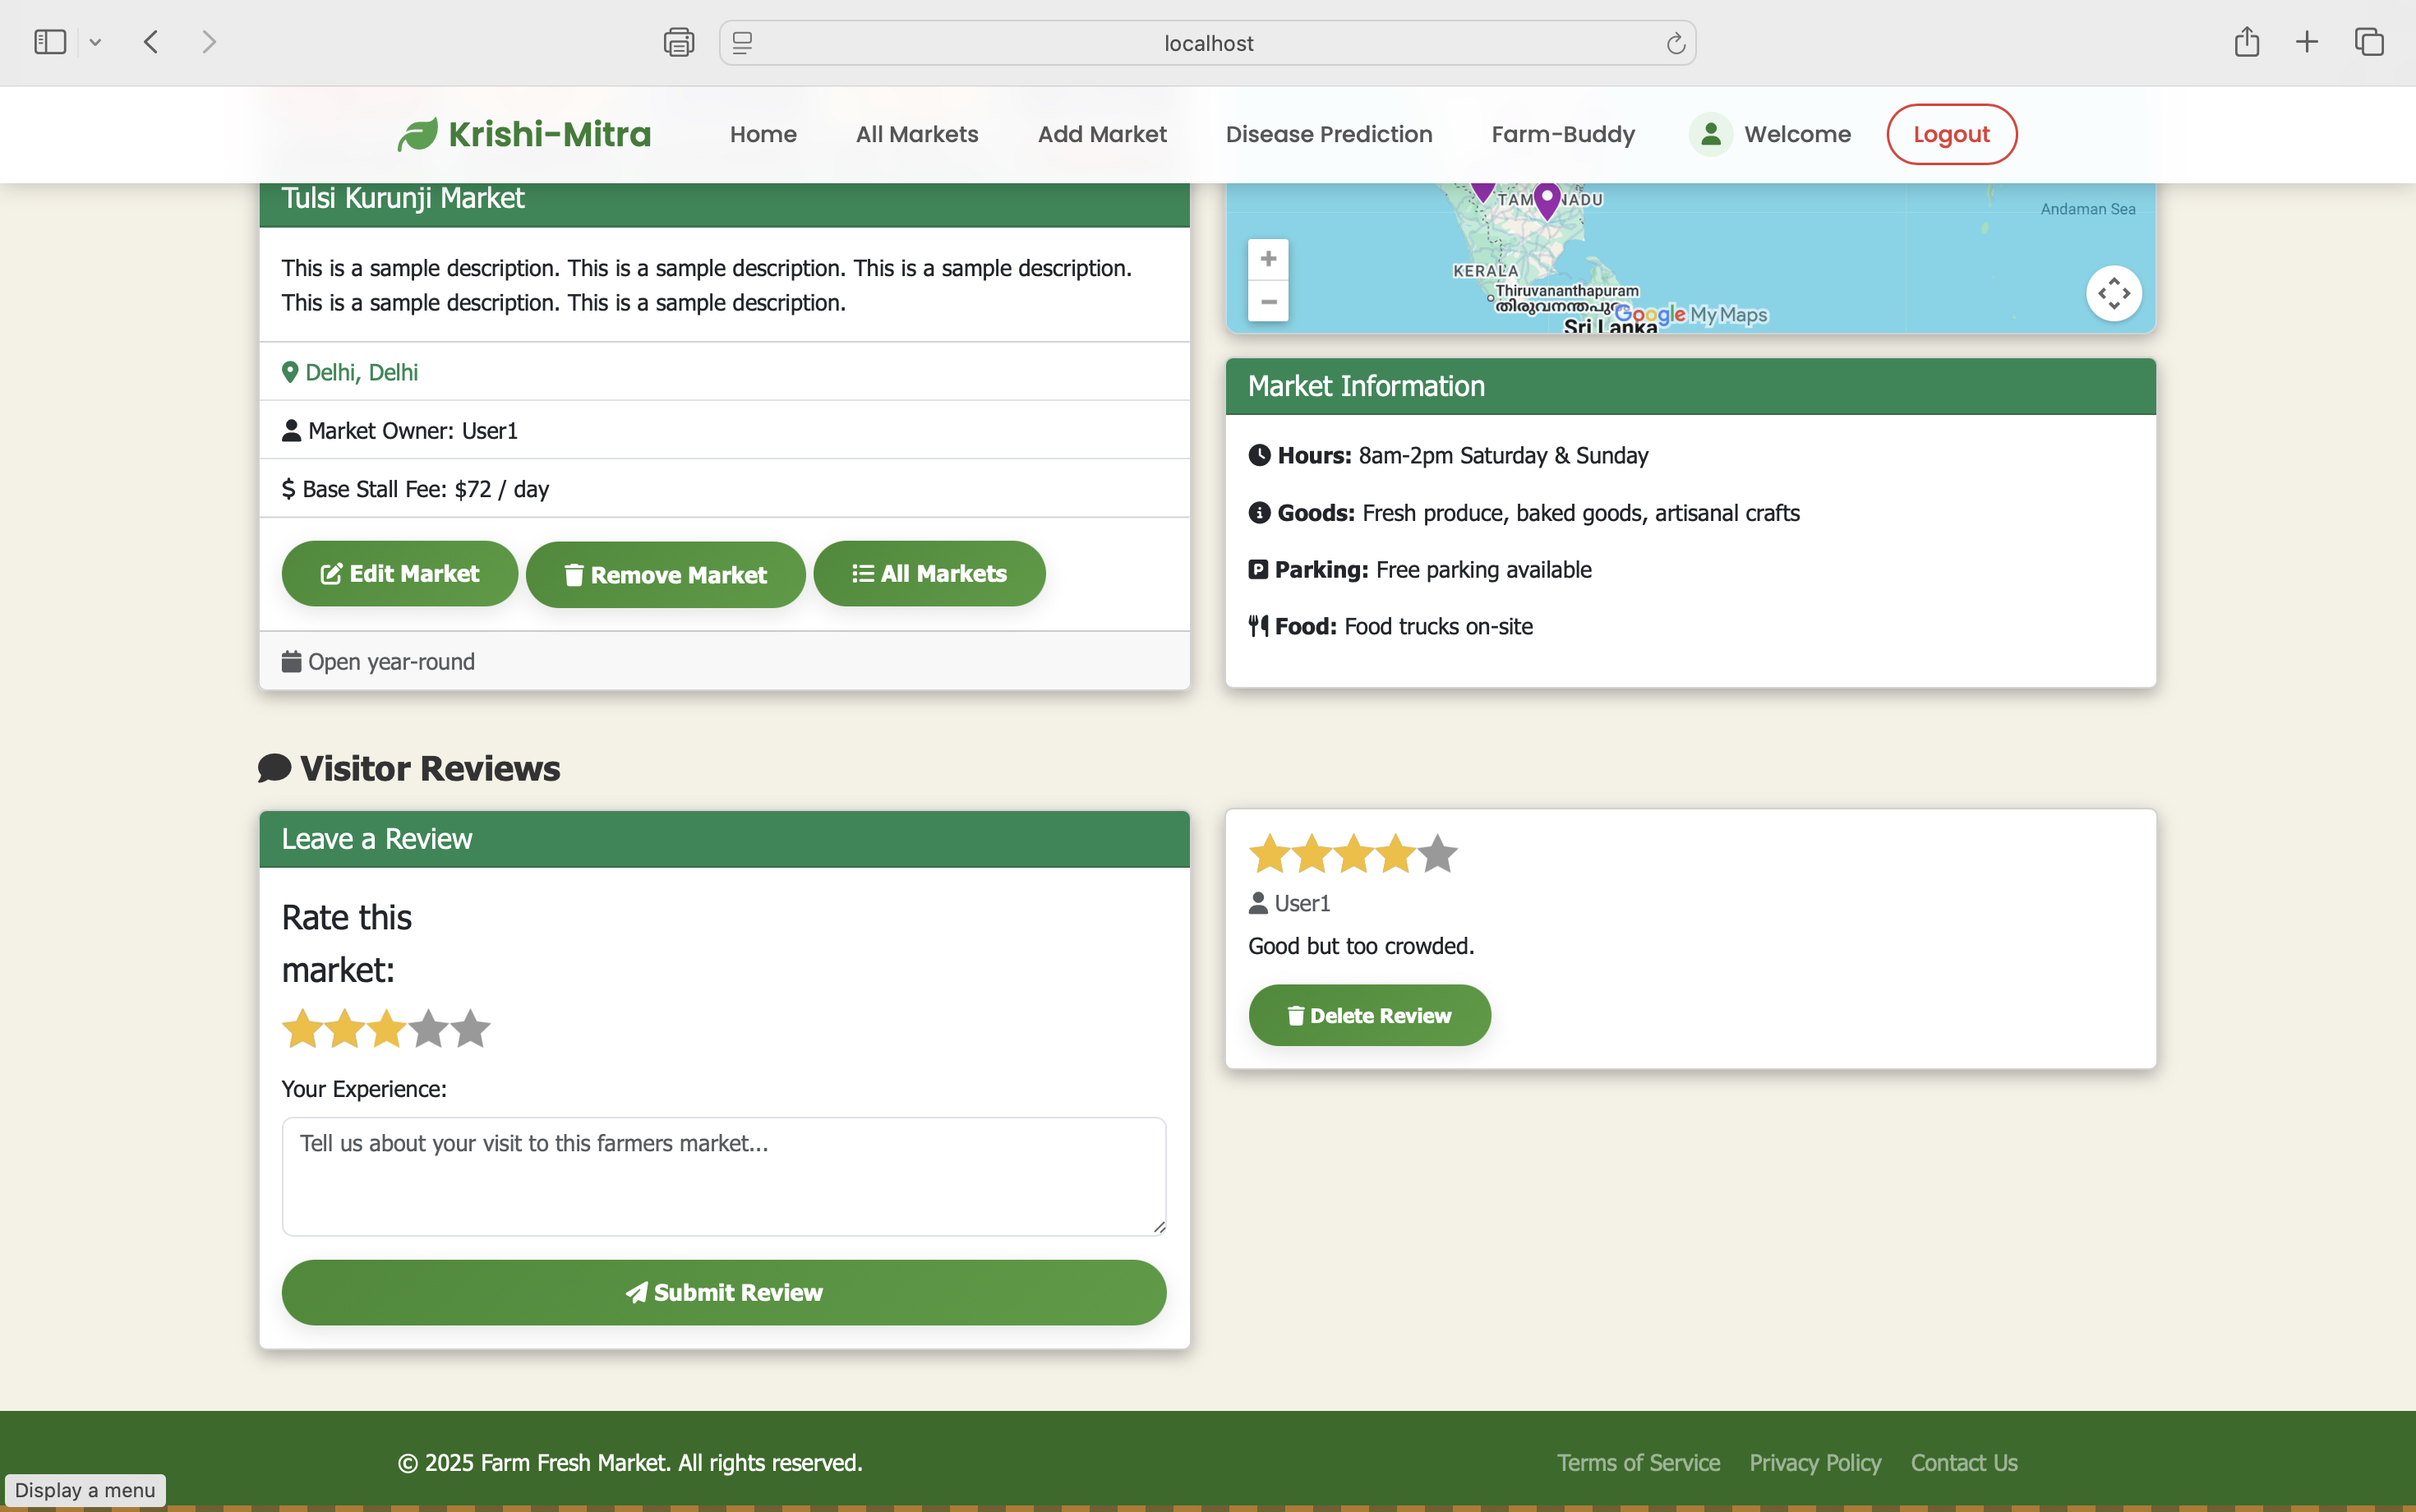 localhost
Krishi-Mitra
Home
All Markets
Add Market
Disease Prediction
Farm-Buddy
Welcome
Logout
Tulsi Kurunji Market
This is a sample description. This is a sample description. This is a sample description.
This is a sample description. This is a sample description.
Delhi, Delhi
Market Owner: User1
$ Base Stall Fee: $72 / day
Edit Market
Remove Market
All Markets
Open year-round
Andaman Sea
KERALA
Thiruvananthapuram
Google My Maps
Sri Lanka
Market Information
Hours: 8am-2pm Saturday & Sunday
Goods: Fresh produce, baked goods, artisanal crafts
Parking: Free parking available
Food: Food trucks on-site
Visitor Reviews
Leave a Review
Rate this
market:
Your Experience:
Tell us about your visit to this farmers market...
Submit Review
User1
Good but too crowded.
Delete Review
© 2025 Farm Fresh Market. All rights reserved.
Terms of Service
Privacy Policy
Contact Us
Display a menu